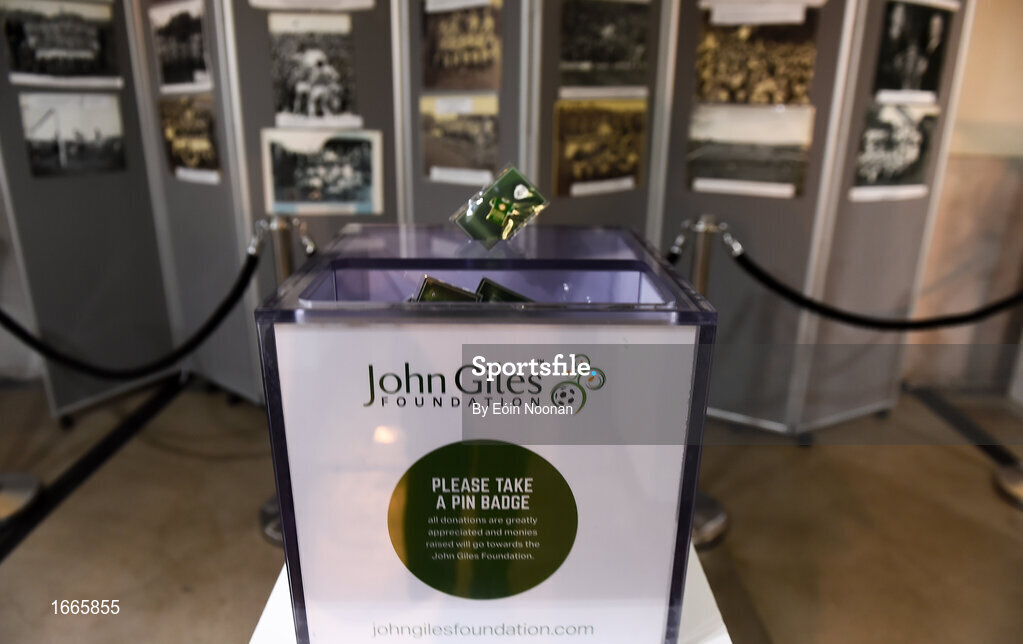 John Giles™
FOUNDATION
Sportsfile
By Eóin Noonan
PLEASE TAKE
A PIN BADGE
all donations are greatly
appreciated and monies
raised will go towards the
John Giles Foundation.
johngilesfoundation.com
1665855